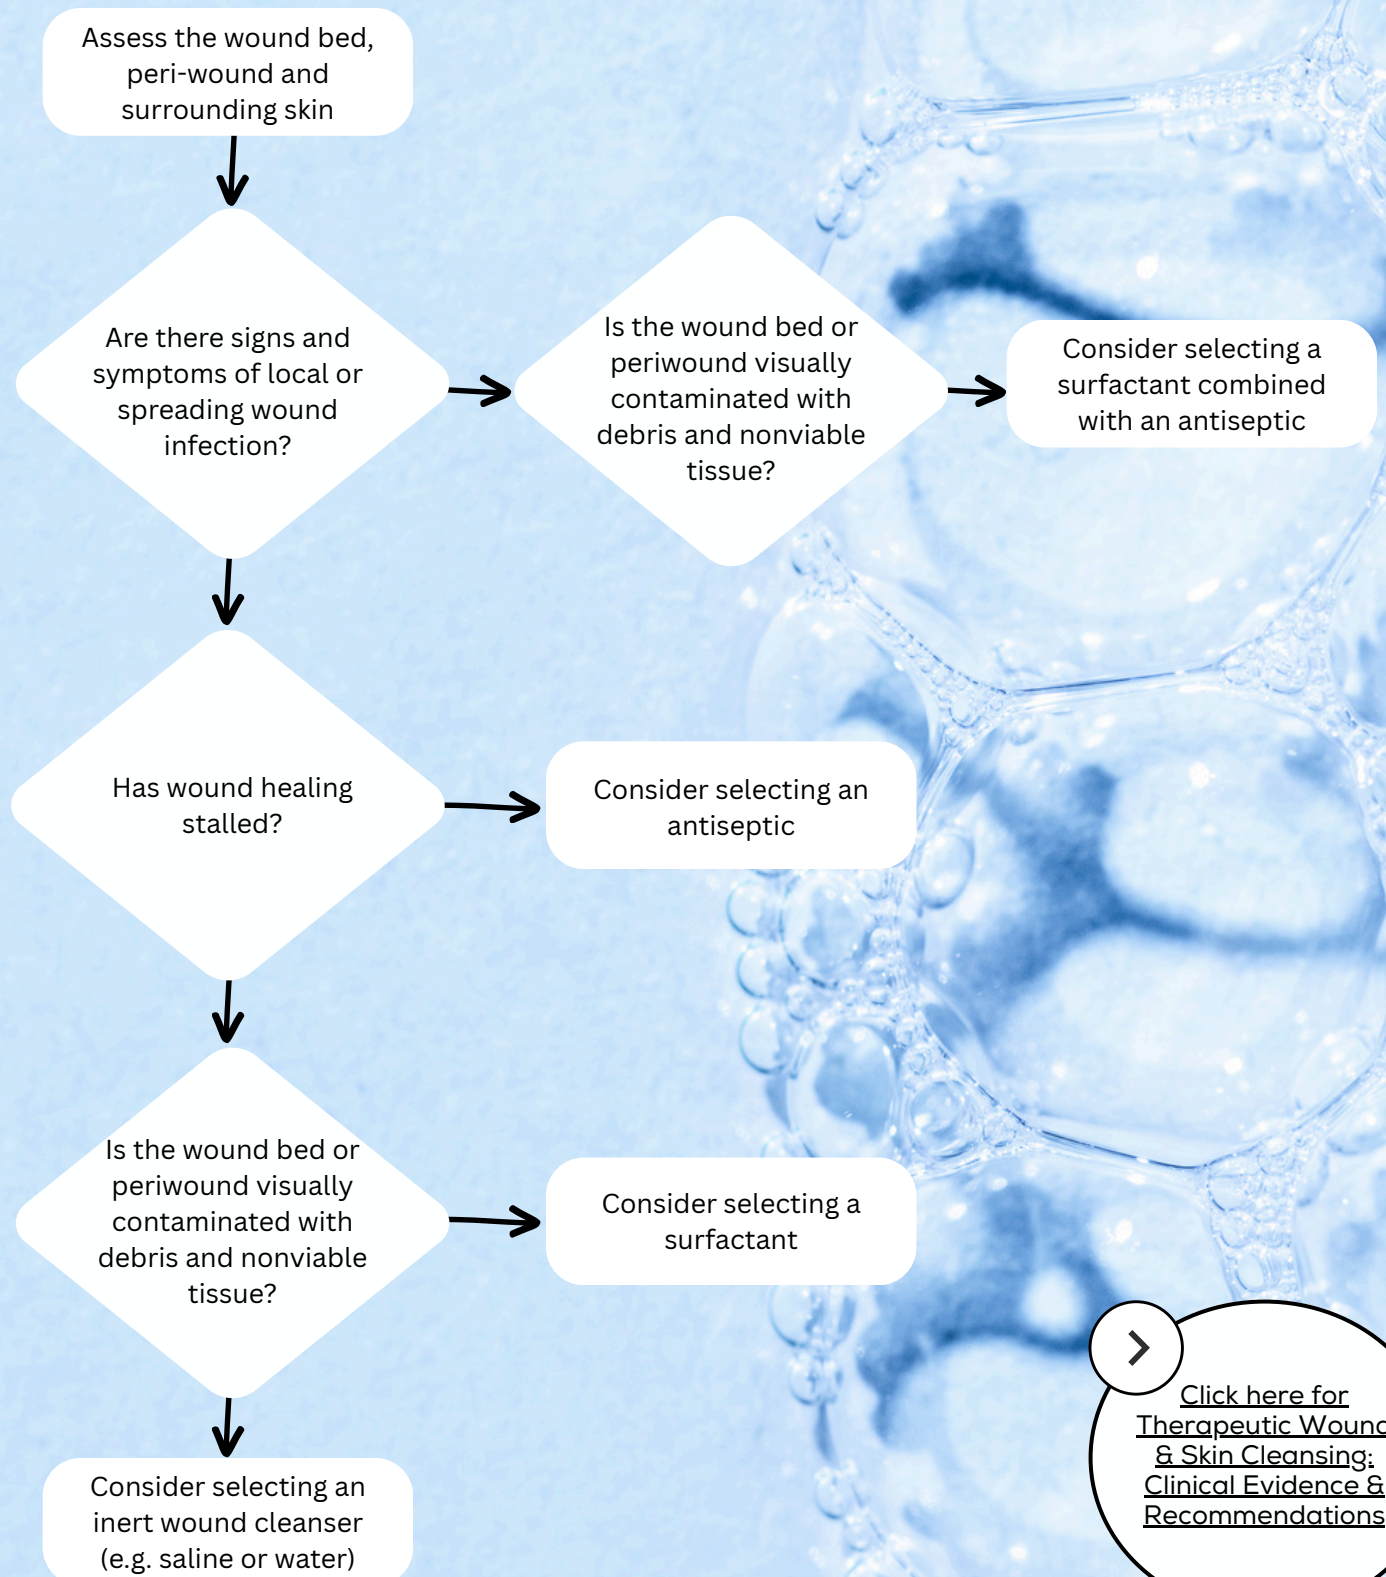 Assess the wound bed,
peri-wound and
surrounding skin
Are there signs and
symptoms of local or
spreading wound
infection?
Is the wound bed or
periwound visually
contaminated with
debris and nonviable
tissue?
Consider selecting a
surfactant combined
with an antiseptic
Has wound healing
stalled?
Consider selecting an
antiseptic
Is the wound bed or
periwound visually
contaminated with
debris and nonviable
tissue?
Consider selecting a
surfactant
Consider selecting an
inert wound cleanser
(e.g. saline or water)
Click here for
Therapeutic Wound
& Skin Cleansing:
Clinical Evidence &
Recommendations